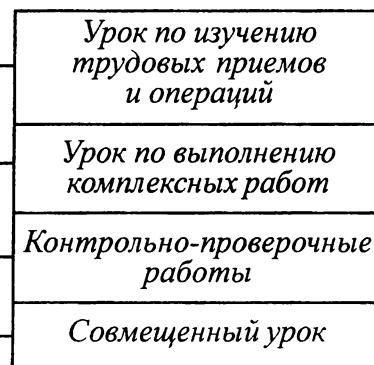 Урок по изучению
трудовых приемов
и операций
Урок по выполнению
комплексных работ
Контрольно-проверочные
работы
Совмещенный урок